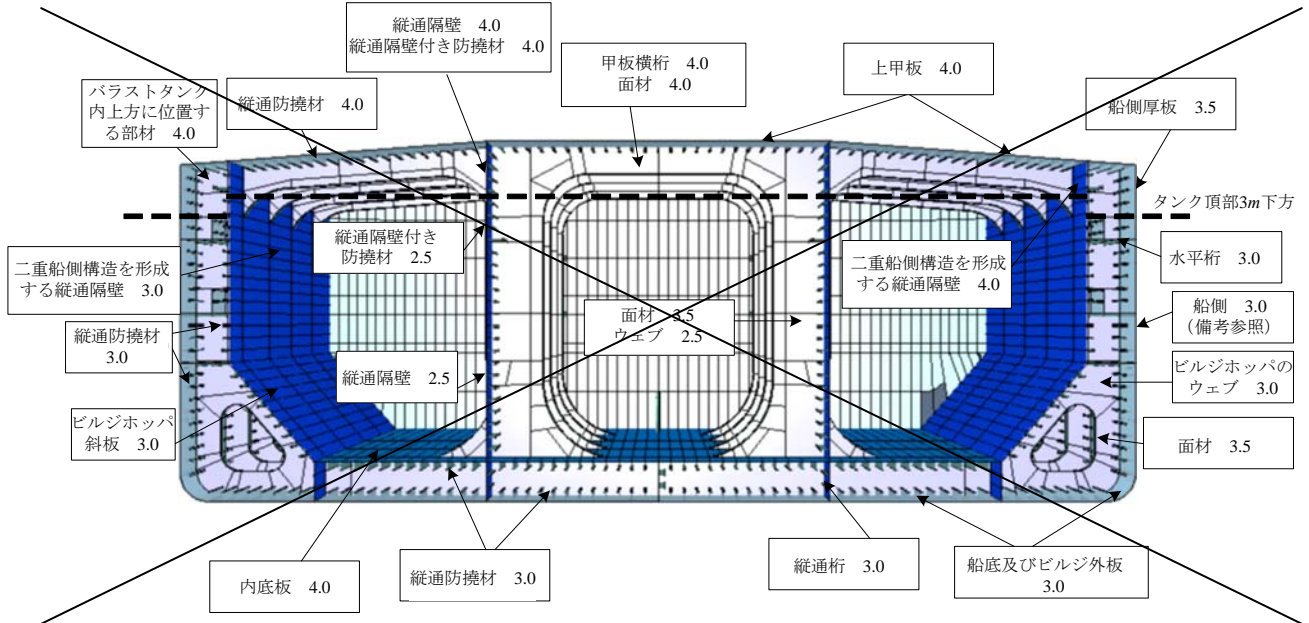 縦通隔壁 4.0
縦通隔壁付き防撓材 4.0
甲板横桁 4.0
面材 4.0
上甲板 4.0
バラストタンク
内上方に位置す
る部材 4.0
縦通防撓材 4.0
船側厚板 3.5
タンク頂部3m下方
縦通隔壁付き
防撓材 2.5
二重船側構造を形成
する縦通隔壁 3.0
二重船側構造を形成
する縦通隔壁 4.0
水平桁 3.0
面材 3.5
ウェブ 2.5
船側 3.0
(備考参照)
縦通防撓材
3.0
縦通隔壁 2.5
ビルジホッパの
ウェブ 3.0
ビルジホッパ
斜板 3.0
面材 3.5
内底板 4.0
縦通防撓材 3.0
縦通桁 3.0
船底及びビルジ外板
3.0